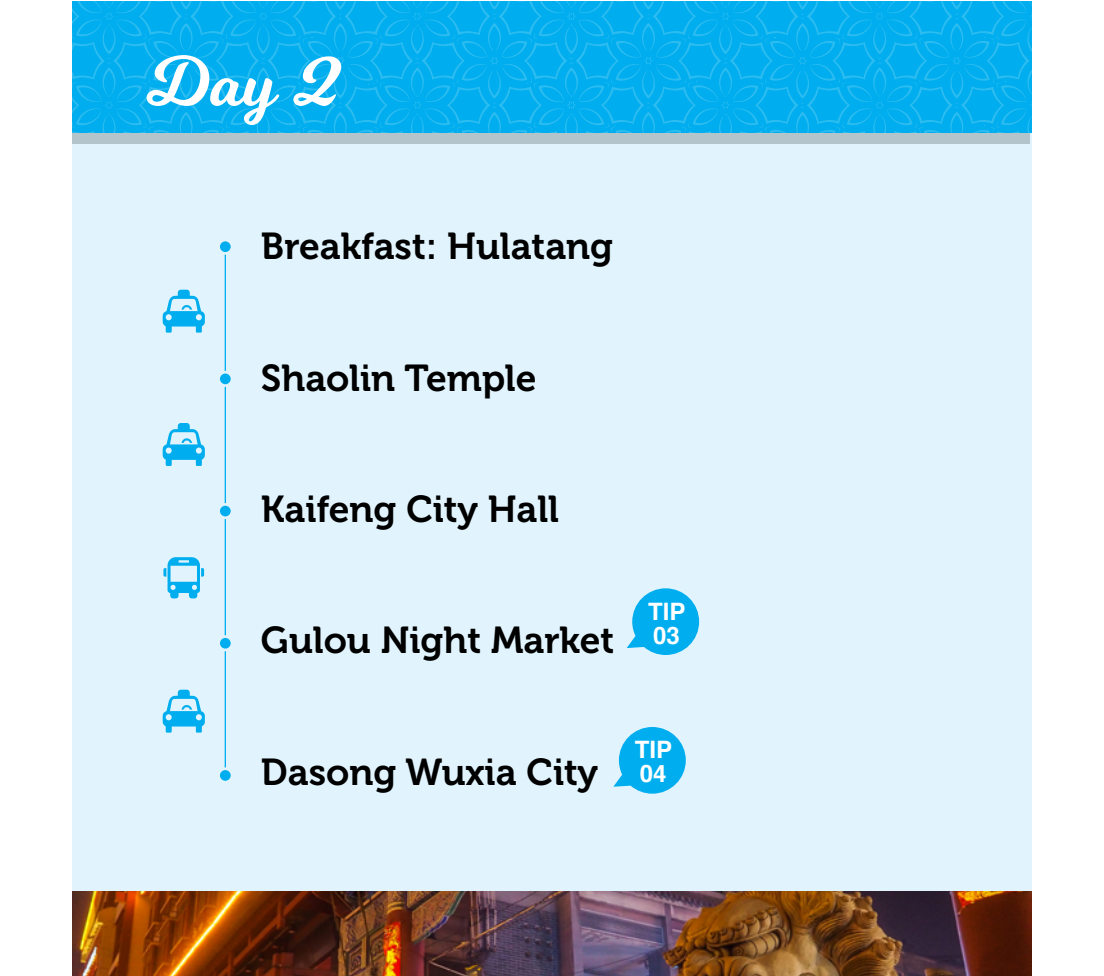 Day 2
Breakfast: Hulatang
Shaolin Temple
Kaifeng City Hall
Gulou Night Market
TIP
03
Dasong Wuxia City
TIP
04